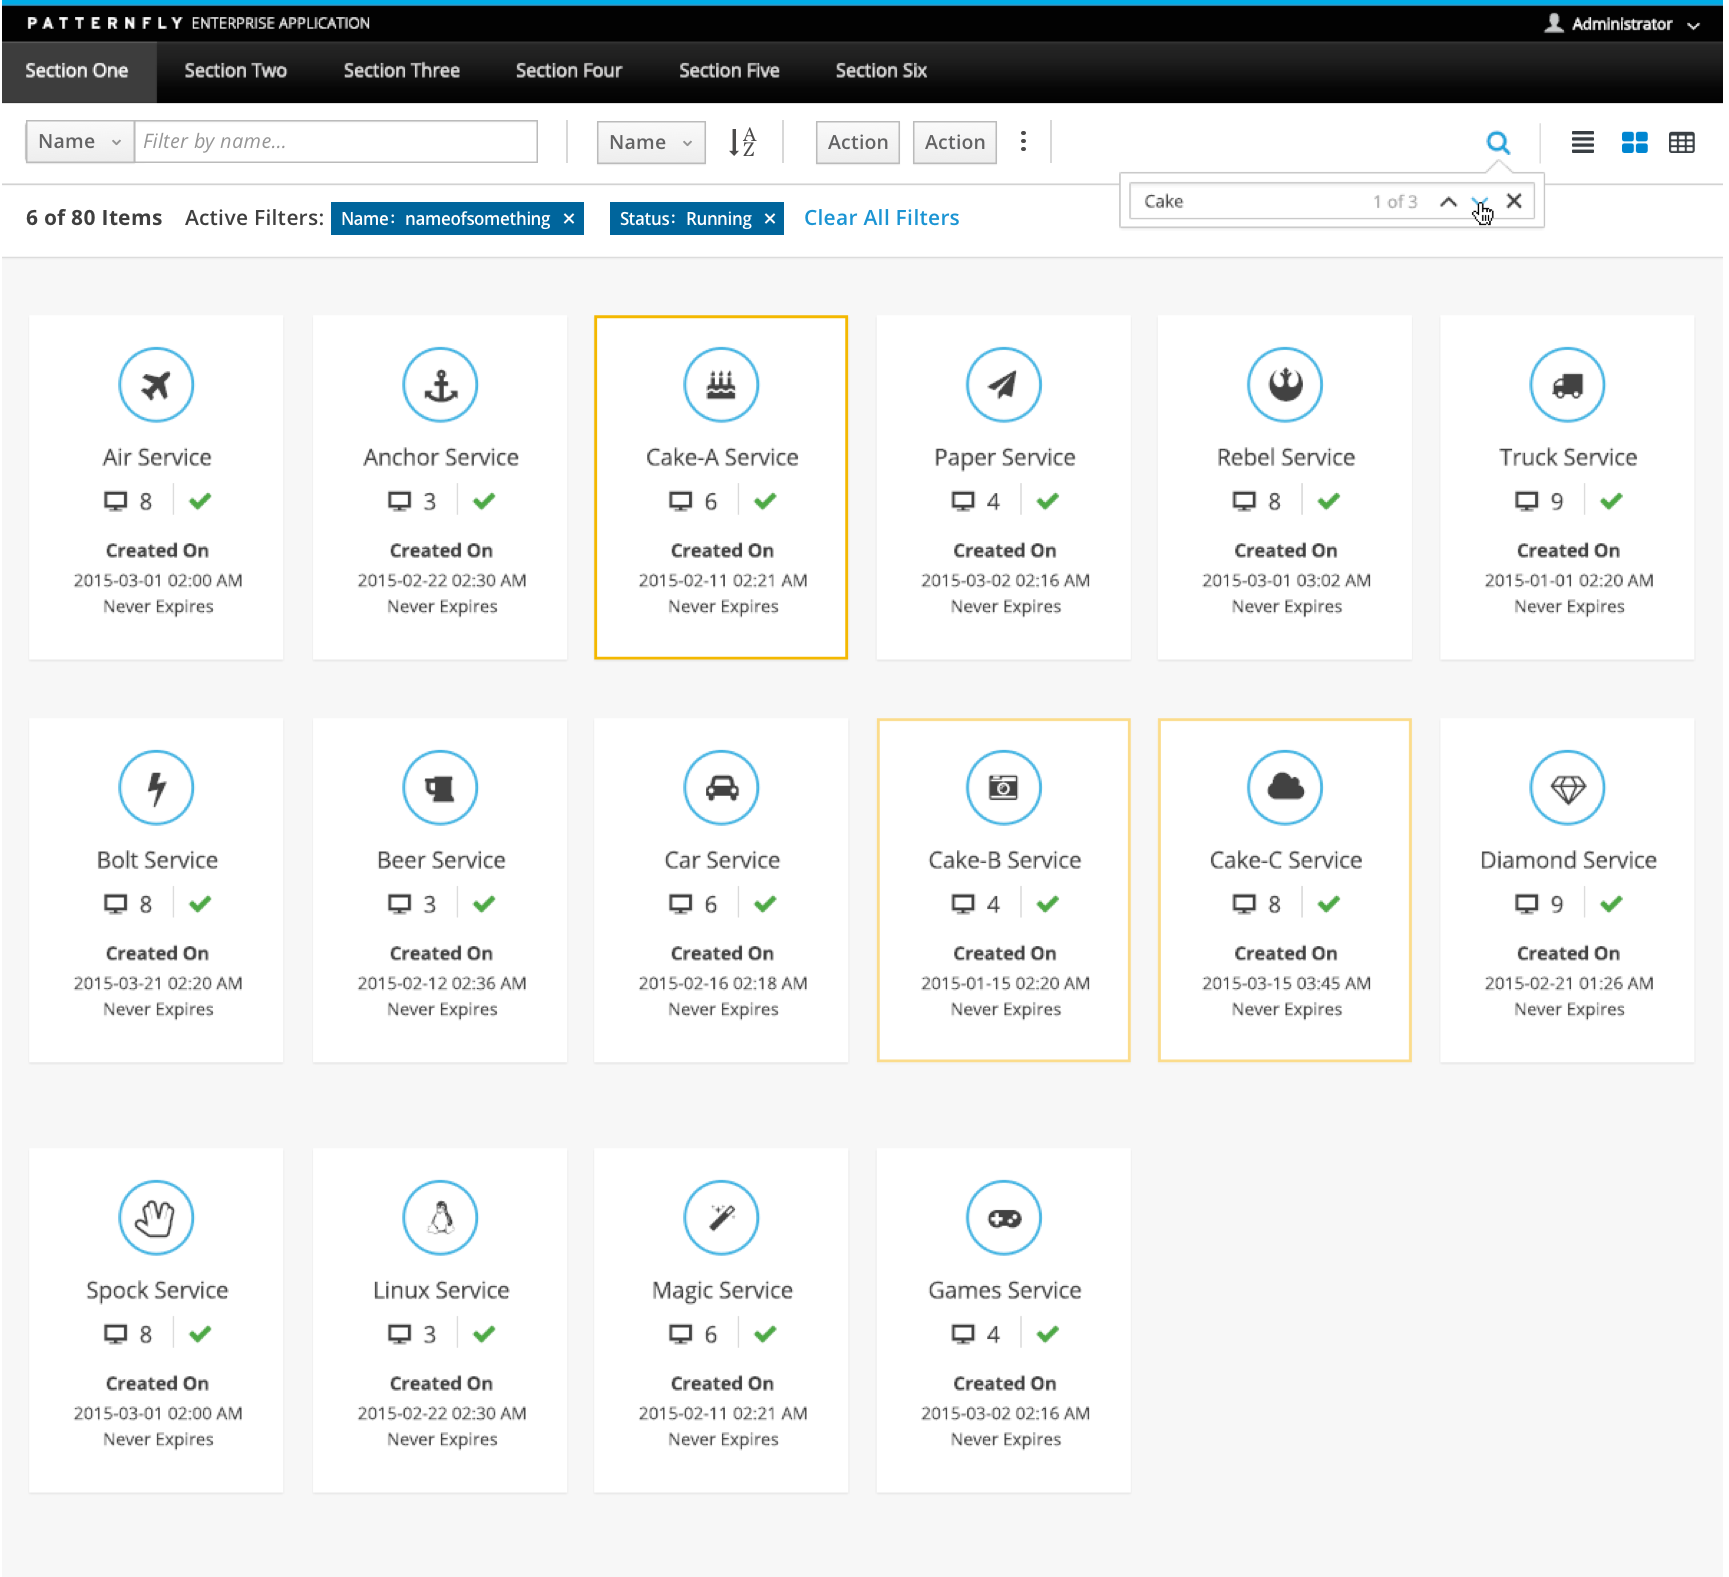 PATTERNFLY ENTERPRISE APPLICATION
Administrator
Section One Section Two Section Three Section Four Section Five Section Six
Name Filter by name... Name A Z Action Action
Cake 1 of 3
6 of 80 Items Active Filters: Name: nameofsomething × Status: Running × Clear All Filters
Air Service
8
Created On
2015-03-01 02:00 AM
Never Expires
Anchor Service
3
Created On
2015-02-22 02:30 AM
Never Expires
Cake-A Service
6
Created On
2015-02-11 02:21 AM
Never Expires
Paper Service
4
Created On
2015-03-02 02:16 AM
Never Expires
Rebel Service
8
Created On
2015-03-01 03:02 AM
Never Expires
Truck Service
9
Created On
2015-01-01 02:20 AM
Never Expires
Bolt Service
8
Created On
2015-03-21 02:20 AM
Never Expires
Beer Service
3
Created On
2015-02-12 02:36 AM
Never Expires
Car Service
6
Created On
2015-02-16 02:18 AM
Never Expires
Cake-B Service
4
Created On
2015-01-15 02:20 AM
Never Expires
Cake-C Service
8
Created On
2015-03-15 03:45 AM
Never Expires
Diamond Service
9
Created On
2015-02-21 01:26 AM
Never Expires
Spock Service
8
Created On
2015-03-01 02:00 AM
Never Expires
Linux Service
3
Created On
2015-02-22 02:30 AM
Never Expires
Magic Service
6
Created On
2015-02-11 02:21 AM
Never Expires
Games Service
4
Created On
2015-03-02 02:16 AM
Never Expires